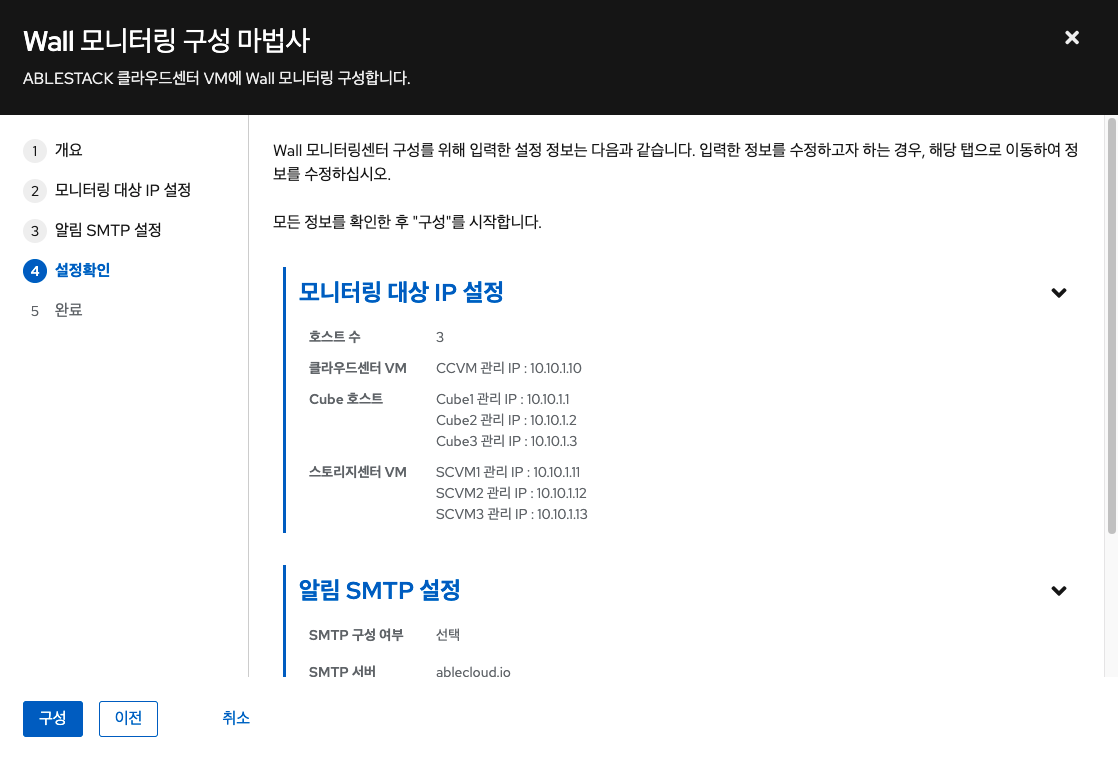 Wall 모니터링 구성 마법사
ABLESTACK 클라우드센터 VM에 Wall 모니터링 구성합니다.
1 개요
2 모니터링 대상 IP 설정
3 알림 SMTP 설정
4 설정확인
5 완료
Wall 모니터링센터 구성를 위해 입력한 설정 정보는 다음과 같습니다. 입력한 정보를 수정하고자 하는 경우, 해당 탭으로 이동하여 정
보를 수정하십시오.
모든 정보를 확인한 후 "구성"를 시작합니다.
모니터링 대상 IP 설정
호스트 수 3
클라우드센터 VM CCVM 관리 IP : 10.10.1.10
Cube 호스트 Cube1 관리 IP : 10.10.1.1
Cube2 관리 IP : 10.10.1.2
Cube3 관리 IP : 10.10.1.3
스토리지센터 VM SCVM1 관리 IP : 10.10.1.11
SCVM2 관리 IP : 10.10.1.12
SCVM3 관리 IP : 10.10.1.13
알림 SMTP 설정
SMTP 구성 여부 선택
SMTP 서버 ablecloud.io
구성 이전 취소